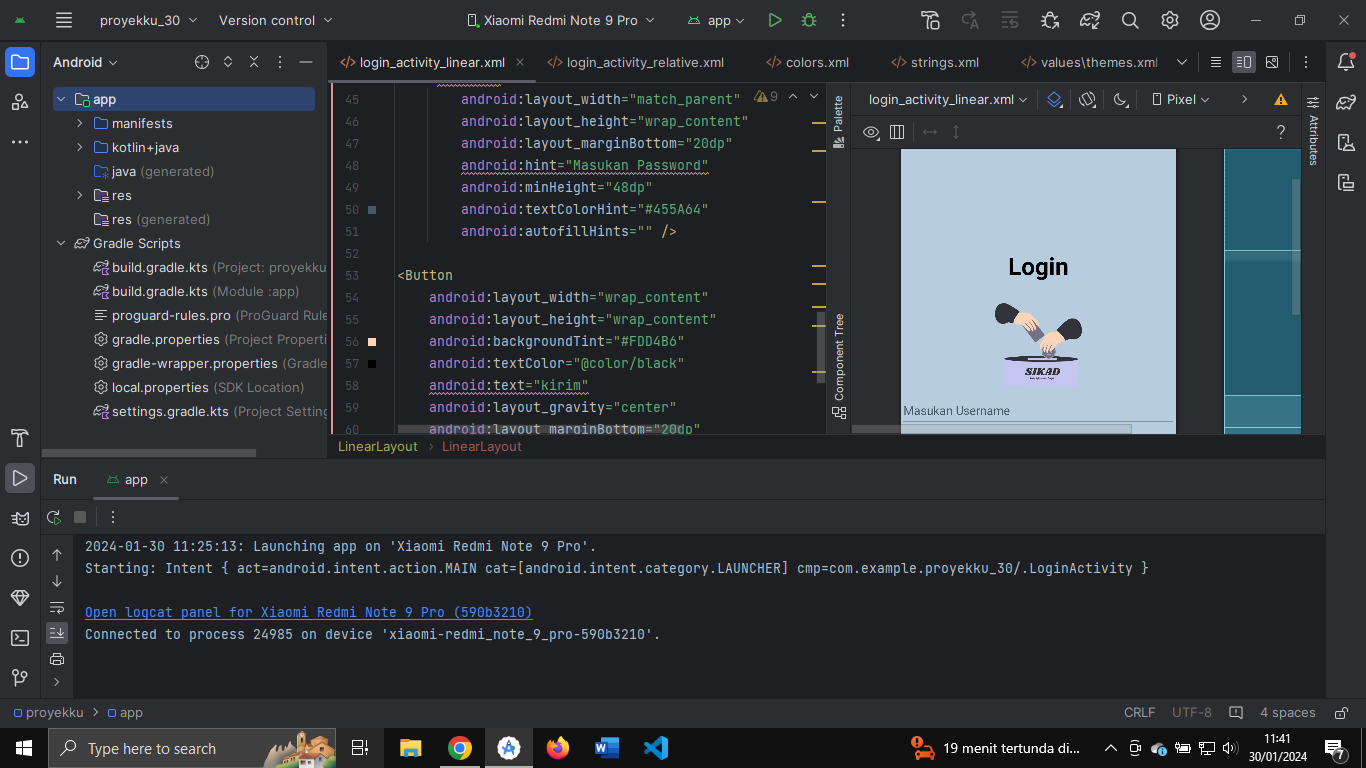 proyekku_30
Version control
Xiaomi Redmi Note 9 Pro
app
Android
login_activity_linear.xml
login_activity_relative.xml
colors.xml
strings.xml
values\themes.xml
app
manifests
kotlin+java
java (generated)
res
res (generated)
Gradle Scripts
build.gradle.kts (Project: proyekku
build.gradle.kts (Module :app)
proguard-rules.pro (ProGuard Rule
gradle.properties (Project Properti
gradle-wrapper.properties (Gradle
local.properties (SDK Location)
settings.gradle.kts (Project Setting
45 android:layout_width="match_parent"
9
46 android:layout_height="wrap_content"
47 android:layout_marginBottom="20dp"
48 android:hint="Masukan Password"
49 android:minHeight="48dp"
50 android:textColorHint="#455A64"
51 android:autofillHints="" />
52
53 <Button
54 android:layout_width="wrap_content"
55 android:layout_height="wrap_content"
56 android:backgroundTint="#FDD4B6"
57 android:textColor="@color/black"
58 android:text="kirim"
59 android:layout_gravity="center"
60 android:layout_marginBottom="20dp"
LinearLayout
LinearLayout
Palette
Component Tree
login_activity_linear.xml
Pixel
?
Attributes
Login
SIKAD
Masukan Username
Run
app
2024-01-30 11:25:13: Launching app on 'Xiaomi Redmi Note 9 Pro'.
Starting: Intent { act=android.intent.action.MAIN cat=[android.intent.category.LAUNCHER] cmp=com.example.proyekku_30/.LoginActivity }
Open logcat panel for Xiaomi Redmi Note 9 Pro (590b3210)
Connected to process 24985 on device 'xiaomi-redmi_note_9_pro-590b3210'.
proyekku > app
CRLF
UTF-8
4 spaces
Type here to search
19 menit tertunda di...
11:41
30/01/2024
7